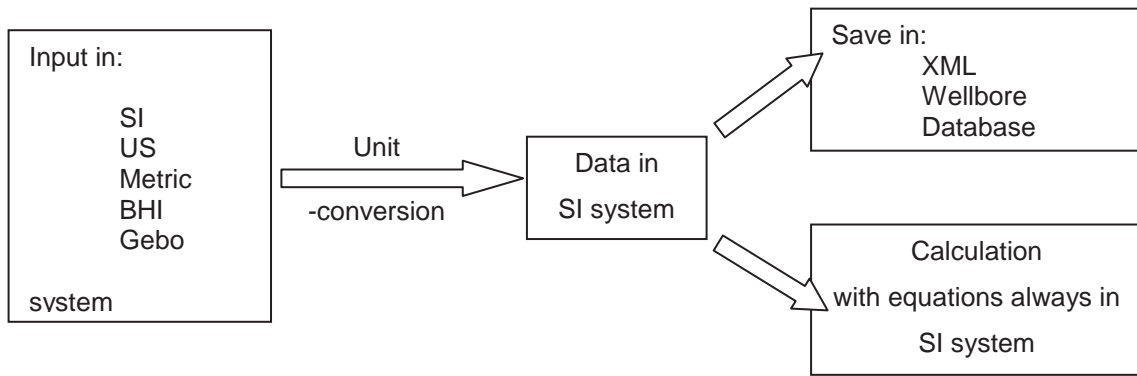 Input in:
SI
US
Metric
BHI
Gebo
system
Unit
-conversion
Data in
SI system
Save in:
XML
Wellbore
Database
Calculation
with equations always in
SI system